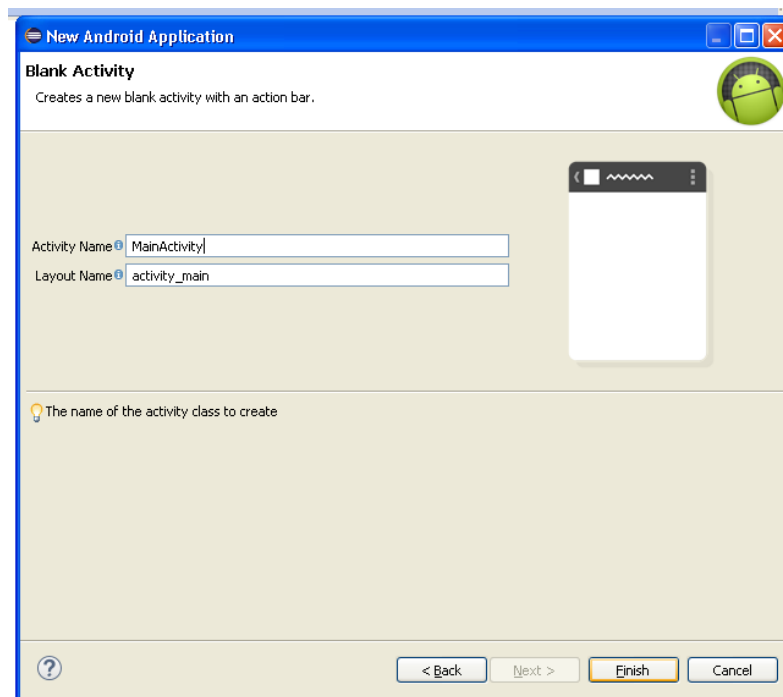 New Android Application
Blank Activity
Creates a new blank activity with an action bar.
Activity Name MainActivity
Layout Name activity_main
The name of the activity class to create
< Back Next > Finish Cancel